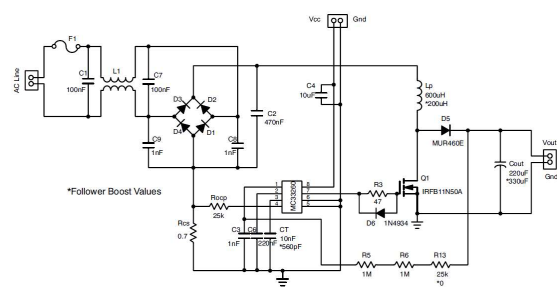 Vcc
Gnd
F1
AC Line
C1
100nF
L1
C7
100nF
D3
D2
D4
D1
C9
1nF
C8
1nF
C2
470nF
C4
10uF
Lp
600uH
*200uH
D5
MUR460E
Vout
Gnd
Cout
220uF
*330uF
Q1
IRFB11N50A
R3
47
D6
1N4934
*Follower Boost Values
Rocp
25k
Rcs
0.7
MC33260
1
2
3
4
8
7
6
5
C3
1nF
C6
220nF
CT
10nF
*560pF
R5
1M
R6
1M
R13
25k
*0